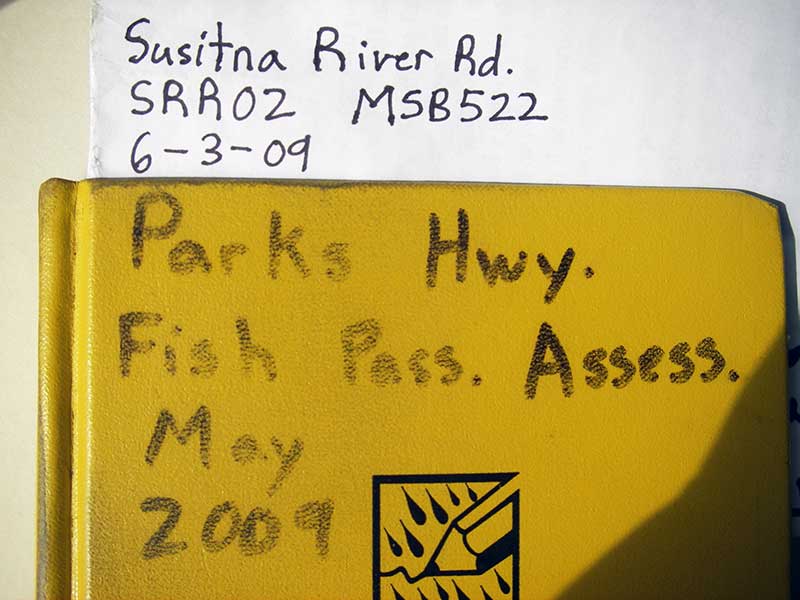 Susitna River Rd.
SRR02 MSB522
6-3-09
Parks Hwy.
Fish Pass. Assess.
May
2009